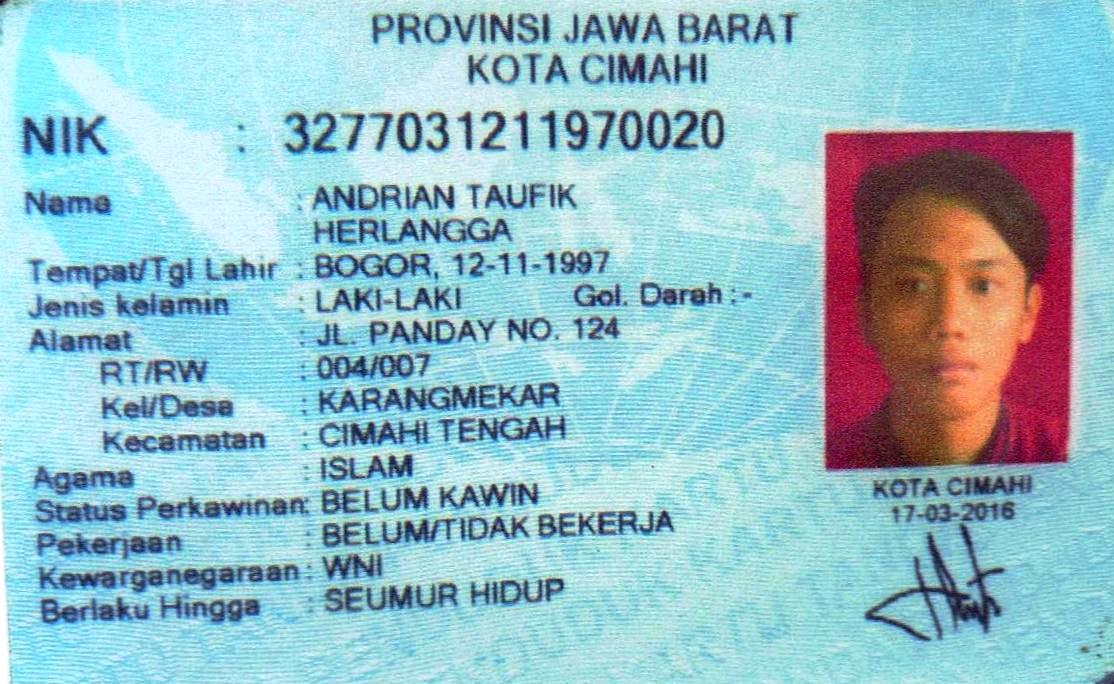 PROVINSI JAWA BARAT
KOTA CIMAHI
NIK : 3277031211970020
Nama : ANDRIAN TAUFIK
HERLANGGA
Tempat/Tgl Lahir : BOGOR, 12-11-1997
Jenis kelamin : LAKI-LAKI Gol. Darah : -
Alamat : JL. PANDAY NO. 124
RT/RW : 004/007
Kel/Desa : KARANGMEKAR
Kecamatan : CIMAHI TENGAH
Agama : ISLAM
Status Perkawinan: BELUM KAWIN
Pekerjaan : BELUM/TIDAK BEKERJA
Kewarganegaraan : WNI
Berlaku Hingga : SEUMUR HIDUP
KOTA CIMAHI
17-03-2016